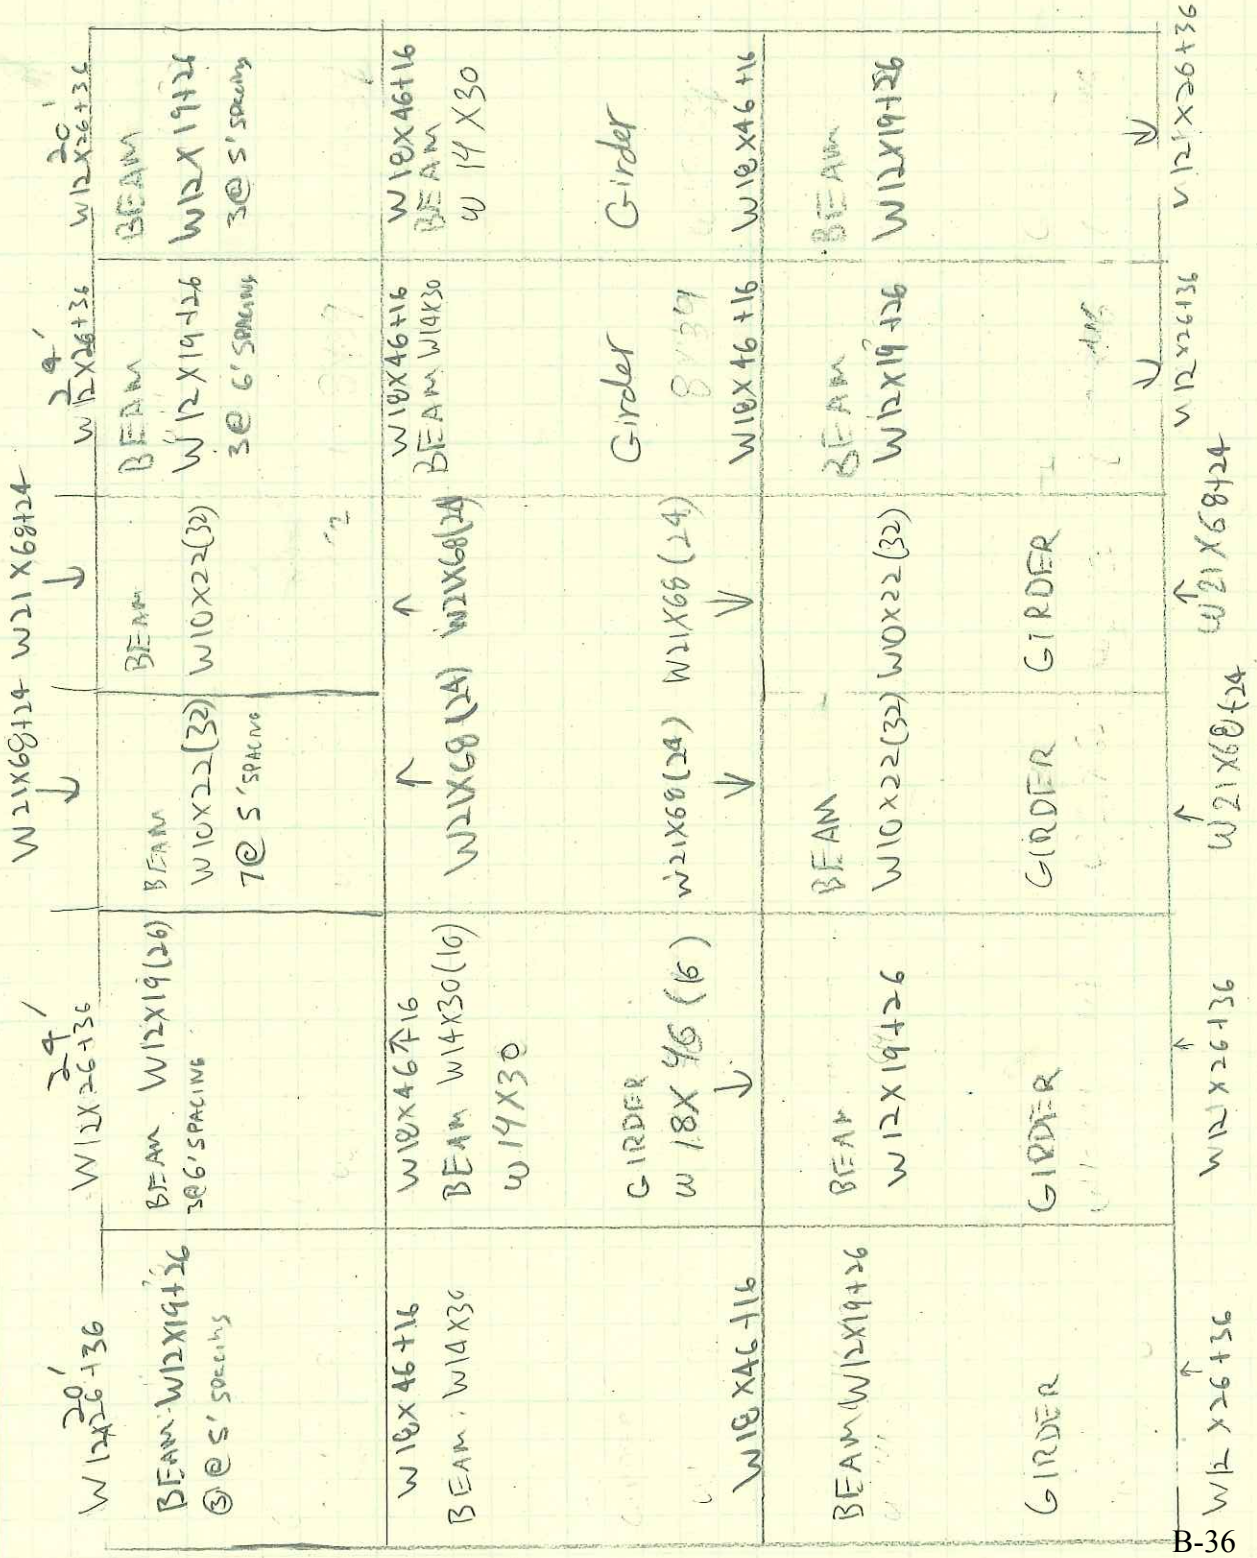 W21X68+24 W21X68+24
20' 24' 24' 20'
W12X26+36 W12X26+36 W12X26+36 W12X26+36
BEAM: W12X19+26
③ @ 5' SPACING
BEAM W12X19(26)
3@6' SPACING
BEAM
W10X22(32)
7@ 5' SPACING
BEAM
W10X22(32)
BEAM
W12X19+26
3@ 6' SPACING
BEAM
W12X19+26
3@ 5' SPACING
W18X46+16
BEAM: W14X30
W18X46+16
BEAM W14X30(16)
W14X30
W21X68(24) W21X68(24)
W18X46+16
BEAM W14X30
W18X46+16
BEAM
W14X30
W18X46+16
GIRDER
W18X46(16)
W21X68(24) W21X68(24)
Girder
W18X46+16
Girder
W18X46+16
BEAM W12X19+26
GIRDER
BEAM
W12X19+26
GIRDER
BEAM
W10X22(32)
GIRDER
W10X22(32)
GIRDER
BEAM
W12X19+26
BEAM
W12X19+26
W12X26+36 W12X26+36 W21X68+24 W21X68+24 W12X26+36 W12X26+36
B-36